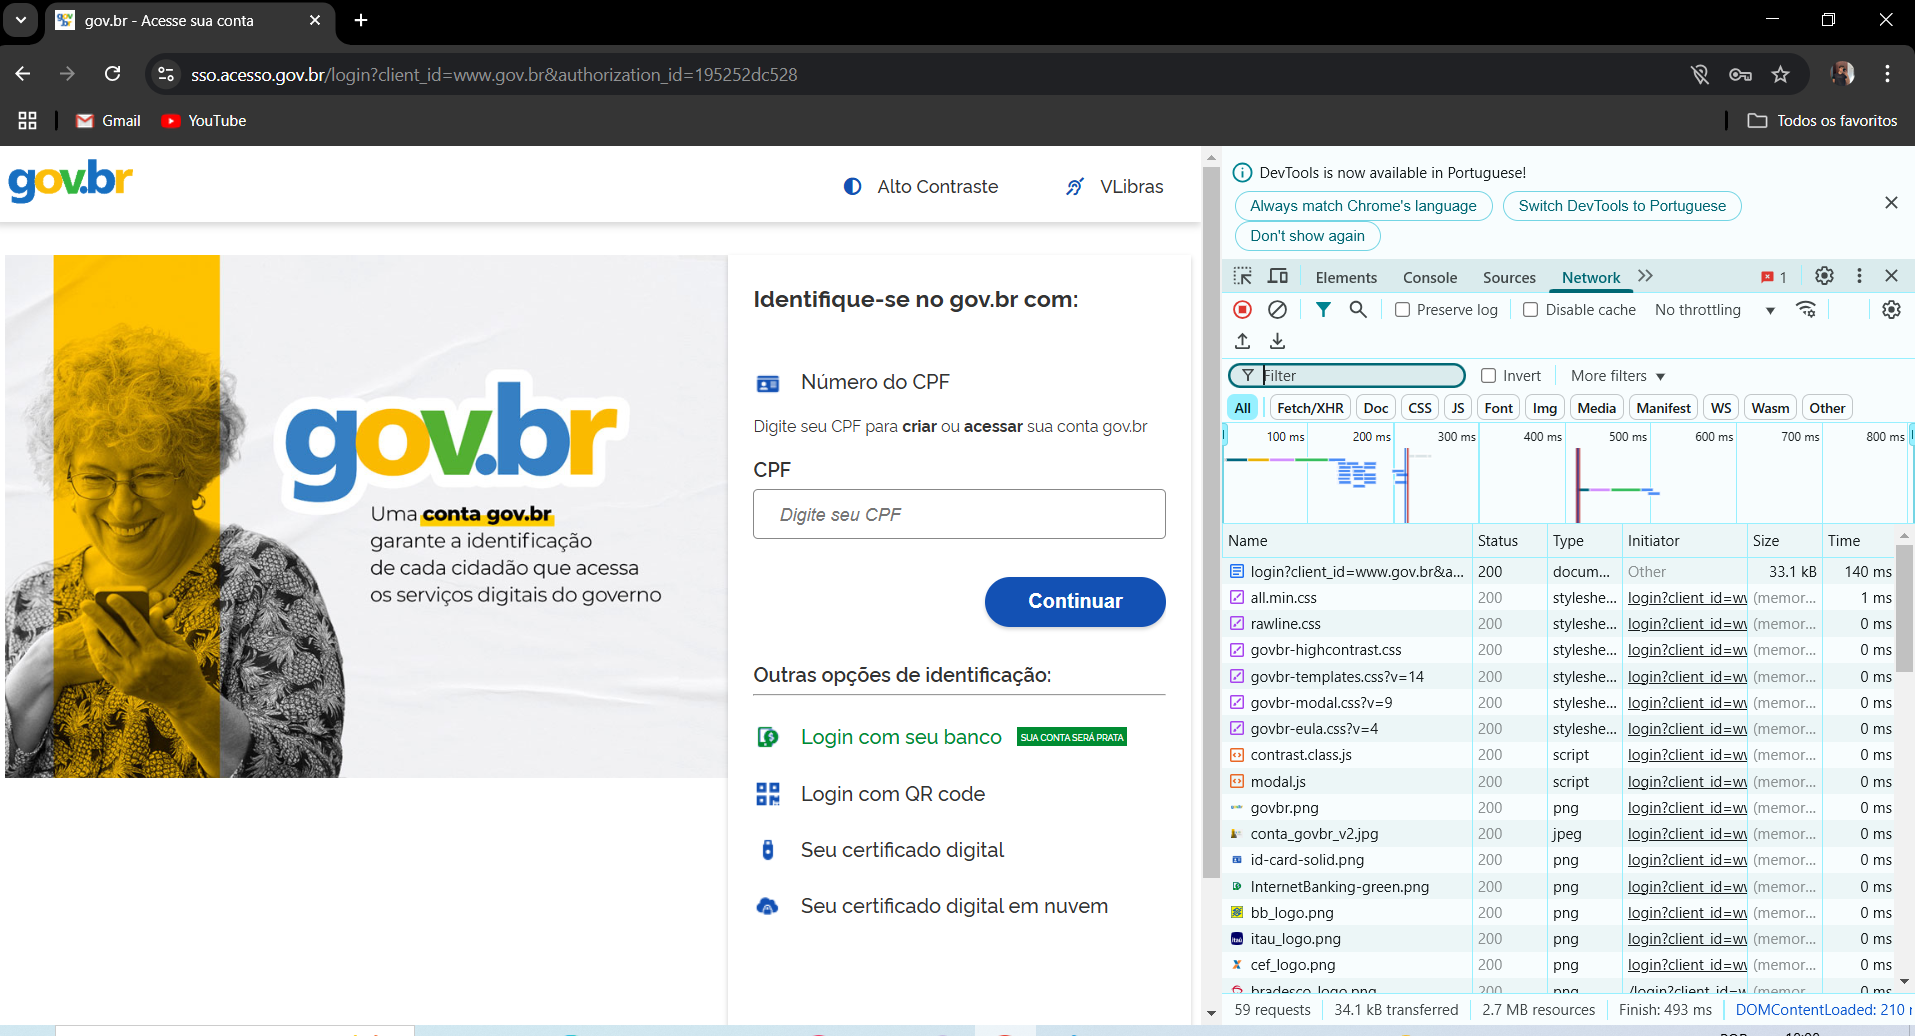 gov.br - Acesse sua conta
sso.acesso.gov.br/login?client_id=www.gov.br&authorization_id=195252dc528
Gmail
YouTube
Todos os favoritos
gov.br
Alto Contraste
VLibras
gov.br
Uma conta gov.br
garante a identificação
de cada cidadão que acessa
os serviços digitais do governo
Identifique-se no gov.br com:
Número do CPF
Digite seu CPF para criar ou acessar sua conta gov.br
CPF
Digite seu CPF
Continuar
Outras opções de identificação:
Login com seu banco SUA CONTA SERÁ PRATA
Login com QR code
Seu certificado digital
Seu certificado digital em nuvem
DevTools is now available in Portuguese!
Always match Chrome's language
Switch DevTools to Portuguese
Don't show again
Elements Console Sources Network 1
Preserve log Disable cache No throttling
Filter Invert More filters
All Fetch/XHR Doc CSS JS Font Img Media Manifest WS Wasm Other
100 ms 200 ms 300 ms 400 ms 500 ms 600 ms 700 ms 800 ms
Name Status Type Initiator Size Time
login?client_id=www.gov.br&a... 200 docum... Other 33.1 kB 140 ms
all.min.css 200 styleshe... login?client_id=ww (memor... 1 ms
rawline.css 200 styleshe... login?client_id=ww (memor... 0 ms
govbr-highcontrast.css 200 styleshe... login?client_id=ww (memor... 0 ms
govbr-templates.css?v=14 200 styleshe... login?client_id=ww (memor... 0 ms
govbr-modal.css?v=9 200 styleshe... login?client_id=ww (memor... 0 ms
govbr-eula.css?v=4 200 styleshe... login?client_id=ww (memor... 0 ms
contrast.class.js 200 script login?client_id=ww (memor... 0 ms
modal.js 200 script login?client_id=ww (memor... 0 ms
govbr.png 200 png login?client_id=ww (memor... 0 ms
conta_govbr_v2.jpg 200 jpeg login?client_id=ww (memor... 0 ms
id-card-solid.png 200 png login?client_id=ww (memor... 0 ms
InternetBanking-green.png 200 png login?client_id=ww (memor... 0 ms
bb_logo.png 200 png login?client_id=ww (memor... 0 ms
itau_logo.png 200 png login?client_id=ww (memor... 0 ms
cef_logo.png 200 png login?client_id=ww (memor... 0 ms
bradesco_logo.png 200 png /login?client_id=w (memor... 0 ms
59 requests 34.1 kB transferred 2.7 MB resources Finish: 493 ms DOMContentLoaded: 210